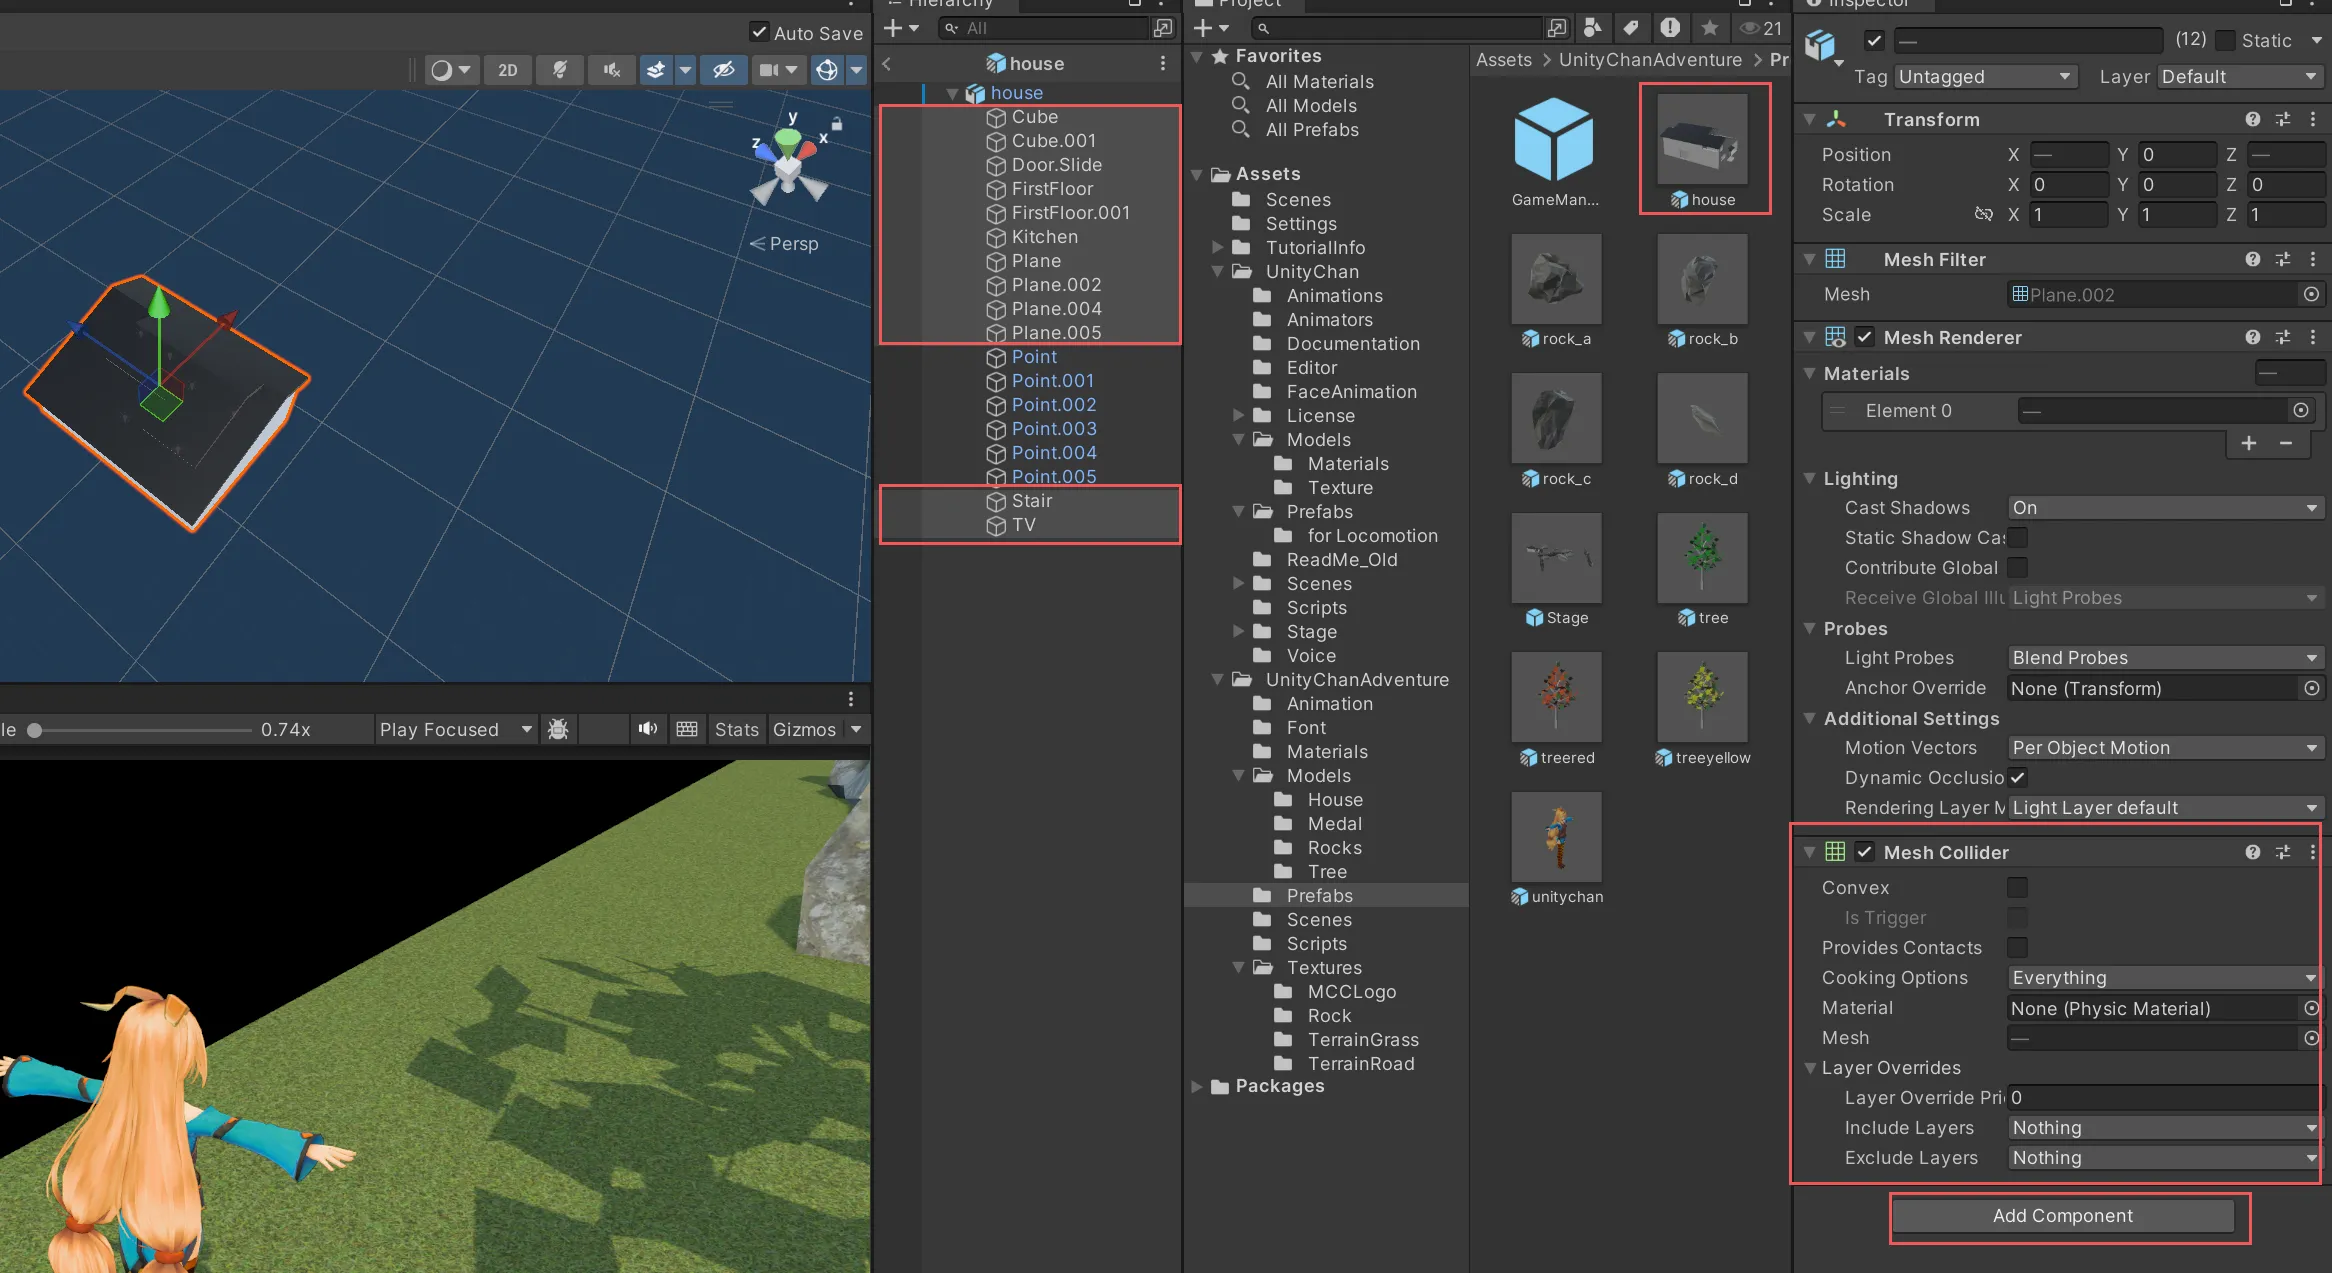 Hierarchy
Project
Inspector
Auto Save
All
21
(12)
Static
house
Assets > UnityChanAdventure > Pr
Tag
Untagged
Layer
Default
2D
house
Cube
Cube.001
Door.Slide
FirstFloor
FirstFloor.001
Kitchen
Plane
Plane.002
Plane.004
Plane.005
Point
Point.001
Point.002
Point.003
Point.004
Point.005
Stair
TV
y
x
z
Persp
le
0.74x
Play Focused
Stats
Gizmos
Favorites
All Materials
All Models
All Prefabs
Assets
Scenes
Settings
TutorialInfo
UnityChan
Animations
Animators
Documentation
Editor
FaceAnimation
License
Models
Materials
Texture
Prefabs
for Locomotion
ReadMe_Old
Scenes
Scripts
Stage
Voice
UnityChanAdventure
Animation
Font
Materials
Models
House
Medal
Rocks
Tree
Prefabs
Scenes
Scripts
Textures
MCCLogo
Rock
TerrainGrass
TerrainRoad
Packages
GameMan...
house
rock_a
rock_b
rock_c
rock_d
Stage
tree
treered
treeyellow
unitychan
Transform
Position X — Y 0 Z —
Rotation X 0 Y 0 Z 0
Scale X 1 Y 1 Z 1
Mesh Filter
Mesh Plane.002
Mesh Renderer
Materials —
Element 0 —
Lighting
Cast Shadows On
Static Shadow Cas
Contribute Global
Receive Global Illu Light Probes
Probes
Light Probes Blend Probes
Anchor Override None (Transform)
Additional Settings
Motion Vectors Per Object Motion
Dynamic Occlusio
Rendering Layer M Light Layer default
Mesh Collider
Convex
Is Trigger
Provides Contacts
Cooking Options Everything
Material None (Physic Material)
Mesh —
Layer Overrides
Layer Override Pri 0
Include Layers Nothing
Exclude Layers Nothing
Add Component